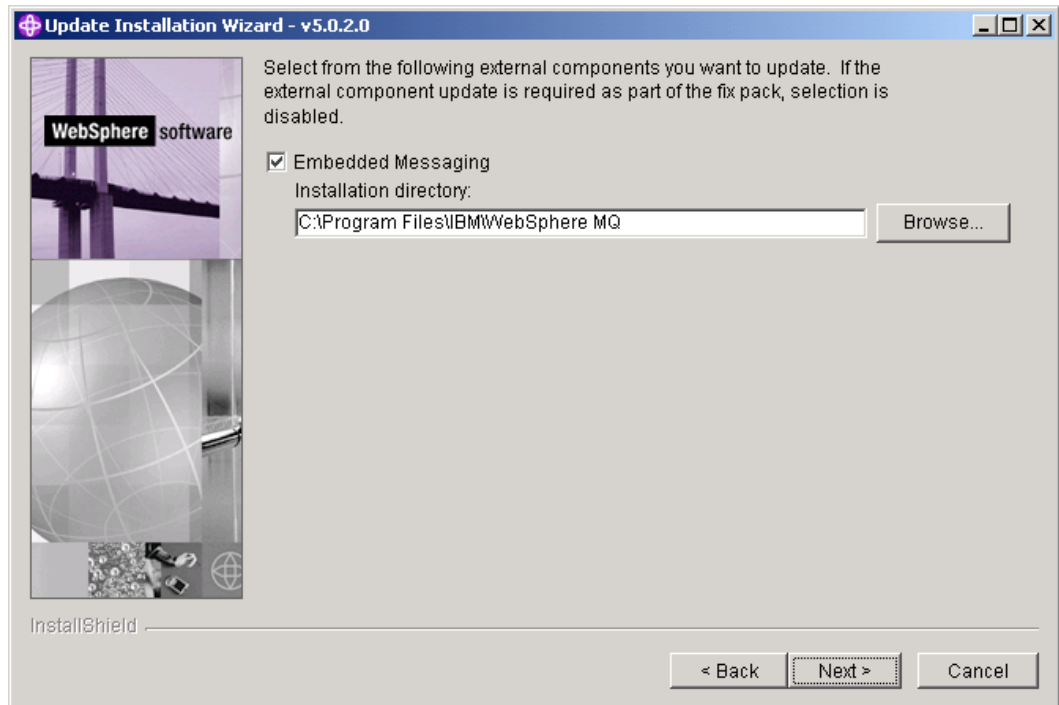 Update Installation Wizard - v5.0.2.0
WebSphere software
Select from the following external components you want to update. If the
external component update is required as part of the fix pack, selection is
disabled.
Embedded Messaging
Installation directory:
C:\Program Files\IBM\WebSphere MQ
Browse...
InstallShield
< Back
Next >
Cancel